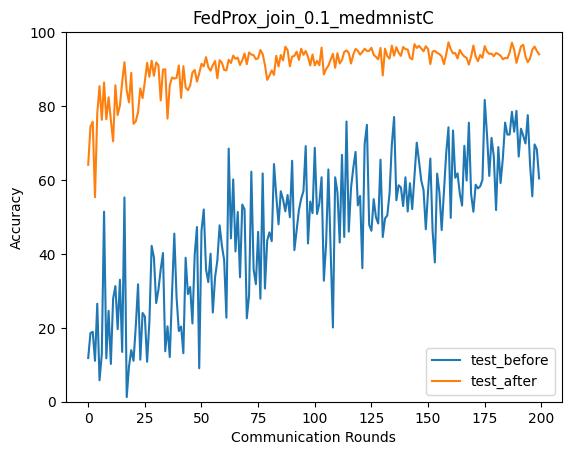 FedProx_join_0.1_medmnistC
100
80
60
40
20
0
Accuracy
0 25 50 75 100 125 150 175 200
Communication Rounds
test_before
test_after